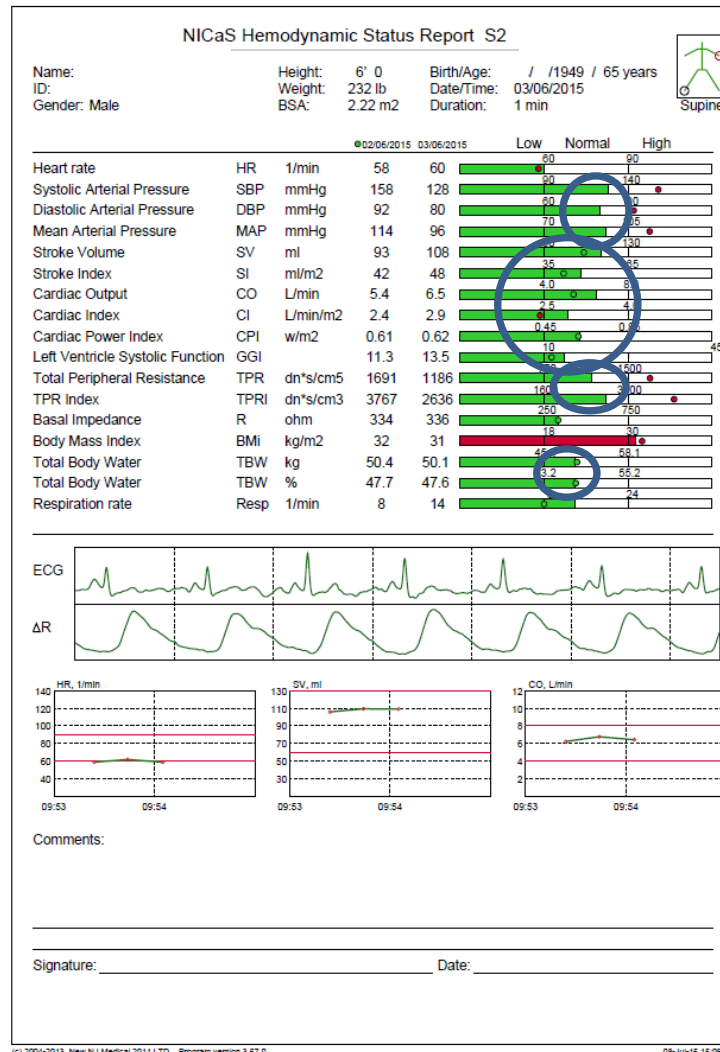 NICaS Hemodynamic Status Report S2
Name: Height: 6' 0 Birth/Age: / /1949 / 65 years
ID: Weight: 232 lb Date/Time: 03/06/2015
Gender: Male BSA: 2.22 m2 Duration: 1 min
Supine
02/06/2015 03/06/2015 Low Normal High
60 90
Heart rate HR 1/min 58 60
90 140
Systolic Arterial Pressure SBP mmHg 158 128
60
Diastolic Arterial Pressure DBP mmHg 92 80
70
Mean Arterial Pressure MAP mmHg 114 96
130
Stroke Volume SV ml 93 108
35
Stroke Index SI ml/m2 42 48
4.0
Cardiac Output CO L/min 5.4 6.5
2.5
Cardiac Index CI L/min/m2 2.4 2.9
0.45
Cardiac Power Index CPI w/m2 0.61 0.62
10
Left Ventricle Systolic Function GGI 11.3 13.5
1500
Total Peripheral Resistance TPR dn*s/cm5 1691 1186
TPR Index TPRI dn*s/cm3 3767 2636
250 750
Basal Impedance R ohm 334 336
18 30
Body Mass Index BMi kg/m2 32 31
58.1
Total Body Water TBW kg 50.4 50.1
55.2
Total Body Water TBW % 47.7 47.6
24
Respiration rate Resp 1/min 8 14
ECG
ΔR
HR, 1/min SV, ml CO, L/min
140 130 12
120 110 10
100 90 8
80 70 6
60 50 4
40 30 2
09:53 09:54 09:53 09:54 09:53 09:54
Comments:
Signature: Date:
(c) 2004-2013, New N.I Medical 2011 LTD Program version 3.67.0